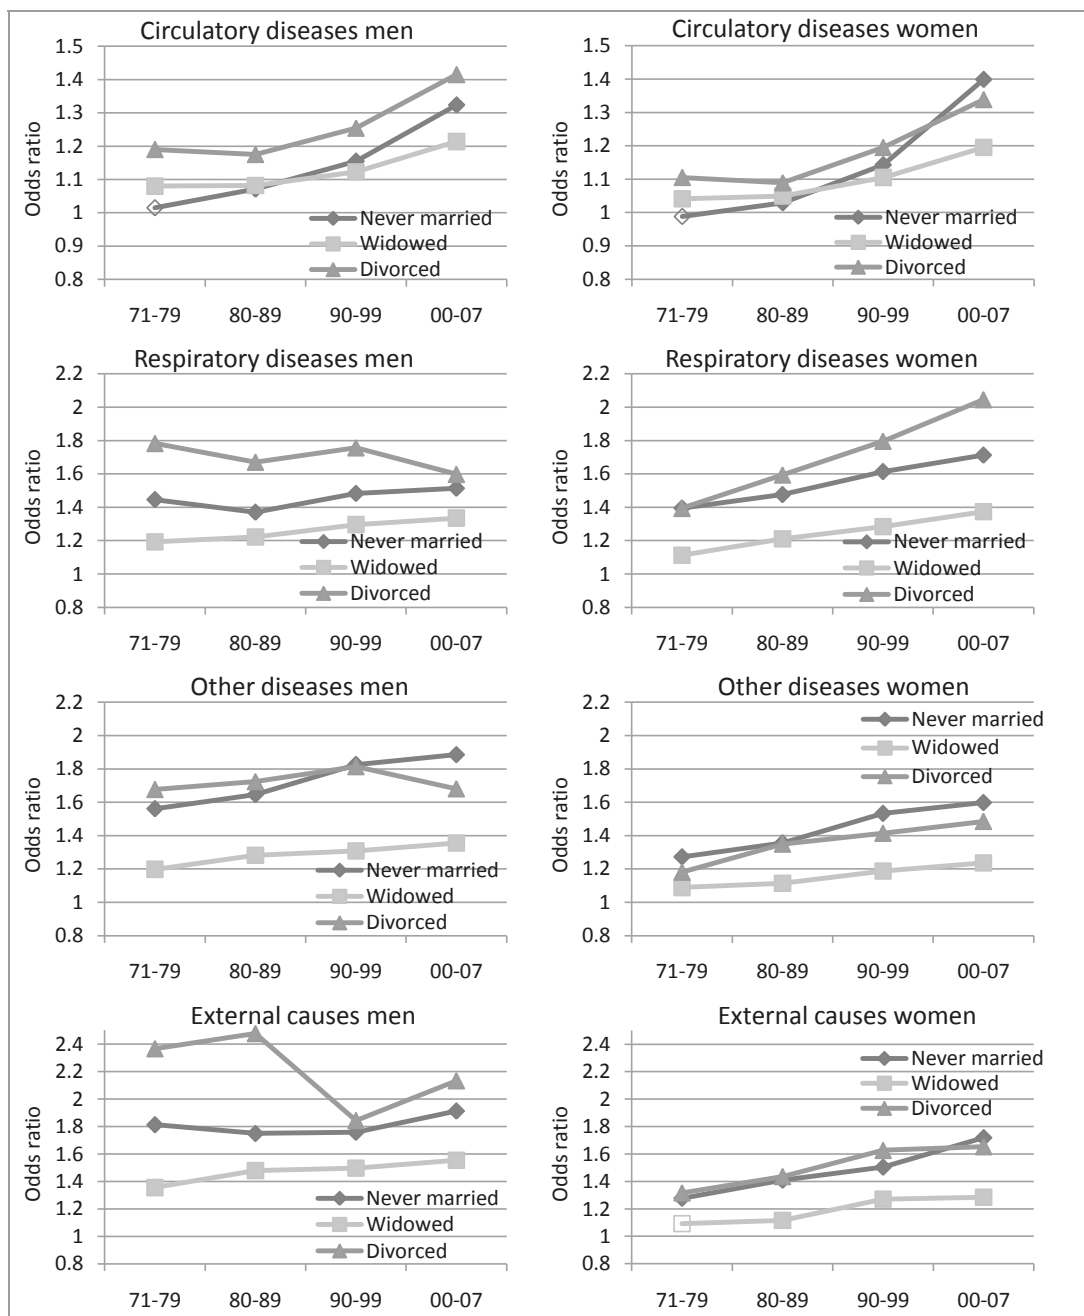 Circulatory diseases men
1.5
1.4
1.3
1.2
1.1
1
0.9
0.8
Odds ratio
Never married
Widowed
Divorced
71-79 80-89 90-99 00-07
Circulatory diseases women
1.5
1.4
1.3
1.2
1.1
1
0.9
0.8
Odds ratio
Never married
Widowed
Divorced
71-79 80-89 90-99 00-07
Respiratory diseases men
2.2
2
1.8
1.6
1.4
1.2
1
0.8
Odds ratio
Never married
Widowed
Divorced
71-79 80-89 90-99 00-07
Respiratory diseases women
2.2
2
1.8
1.6
1.4
1.2
1
0.8
Odds ratio
Never married
Widowed
Divorced
71-79 80-89 90-99 00-07
Other diseases men
2.2
2
1.8
1.6
1.4
1.2
1
0.8
Odds ratio
Never married
Widowed
Divorced
71-79 80-89 90-99 00-07
Other diseases women
2.2
2
1.8
1.6
1.4
1.2
1
0.8
Odds ratio
Never married
Widowed
Divorced
71-79 80-89 90-99 00-07
External causes men
2.4
2.2
2
1.8
1.6
1.4
1.2
1
0.8
Odds ratio
Never married
Widowed
Divorced
71-79 80-89 90-99 00-07
External causes women
2.4
2.2
2
1.8
1.6
1.4
1.2
1
0.8
Odds ratio
Never married
Widowed
Divorced
71-79 80-89 90-99 00-07